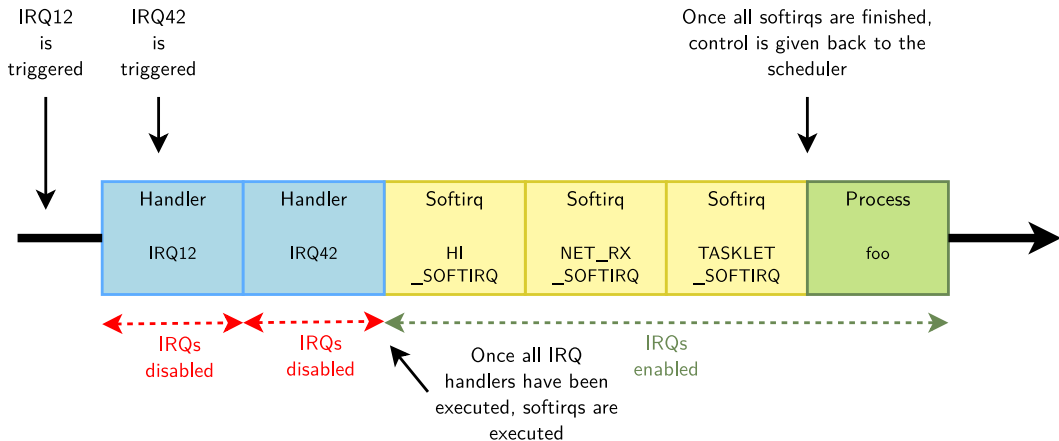 IRQ12
is
triggered
IRQ42
is
triggered
Once all softirqs are finished,
control is given back to the
scheduler
Handler
IRQ12
Handler
IRQ42
Softirq
HI
_SOFTIRQ
Softirq
NET_RX
_SOFTIRQ
Softirq
TASKLET
_SOFTIRQ
Process
foo
IRQs
disabled
IRQs
disabled
Once all IRQ
handlers have been
executed, softirqs are
executed
IRQs
enabled